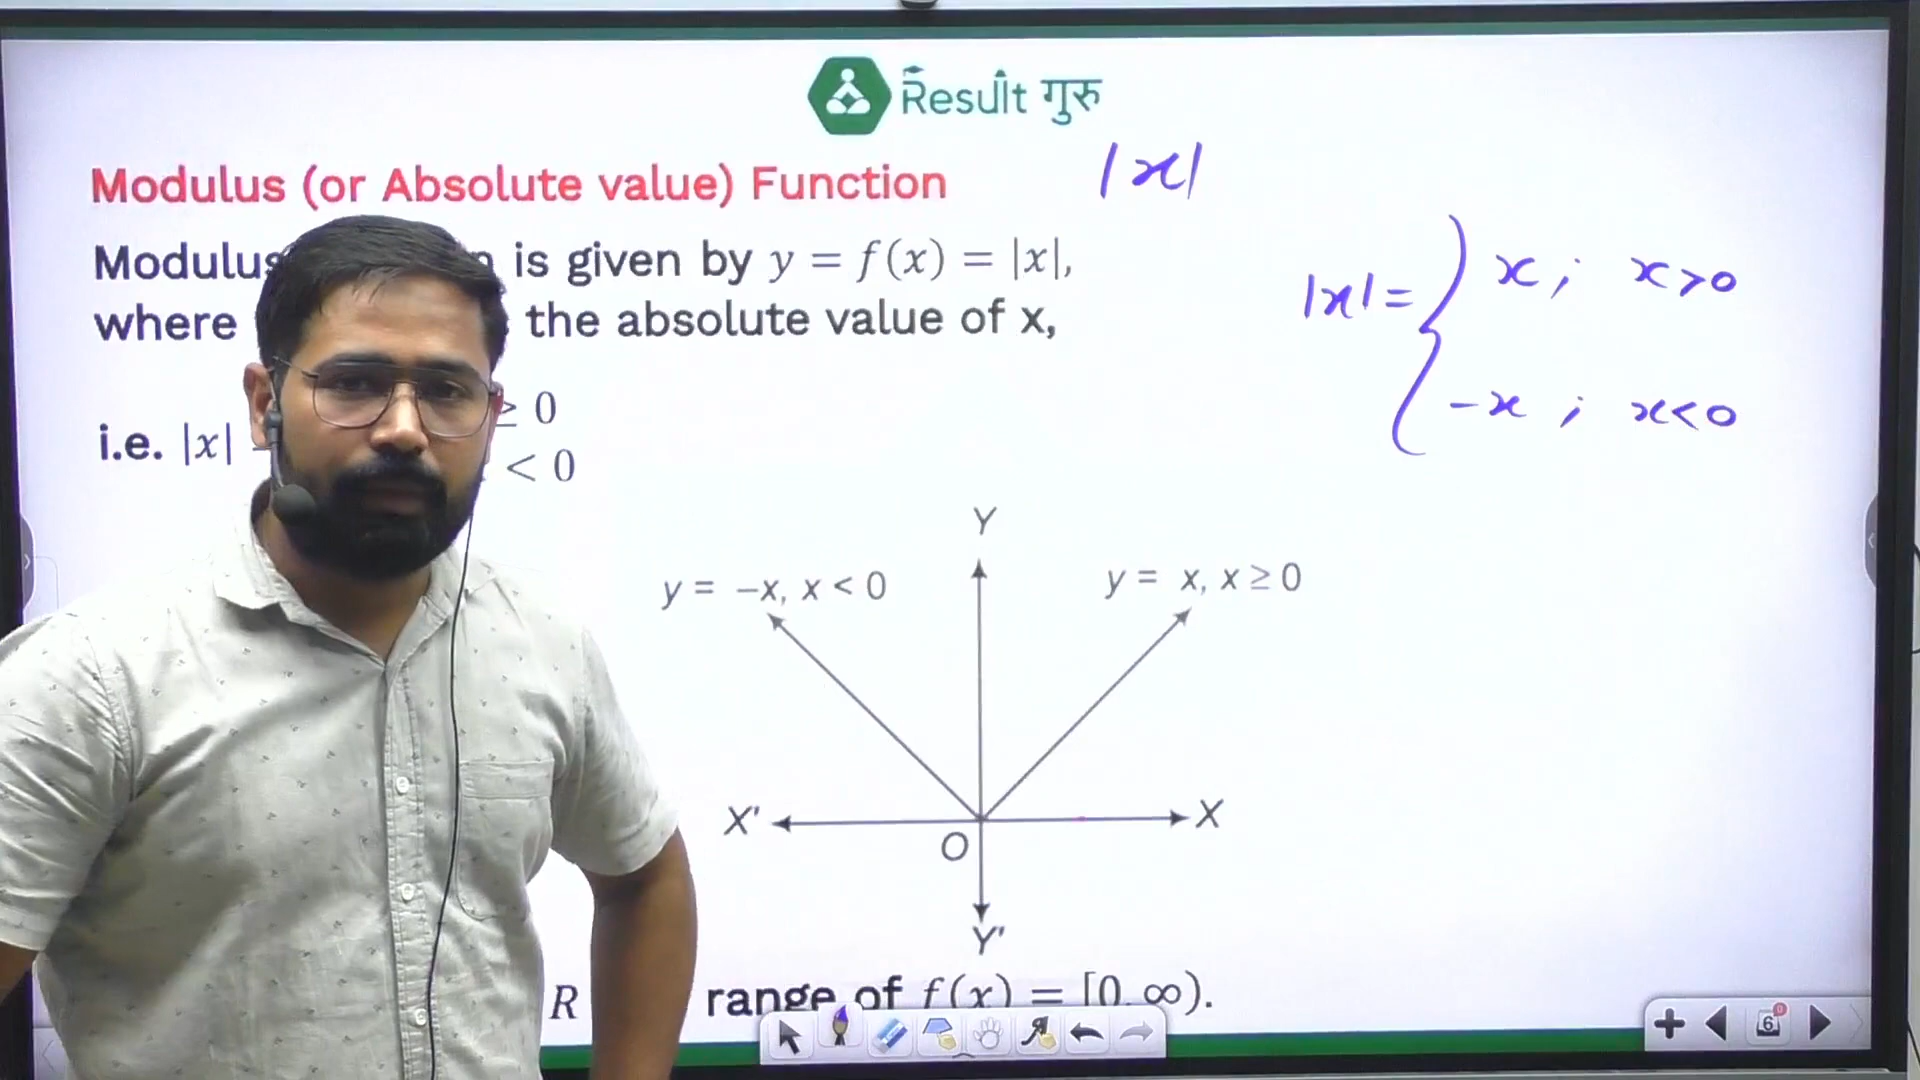 Result गुरु
Modulus (or Absolute value) Function
|x|
Modulus is given by y = f(x) = |x|,
where the absolute value of x,
|x| = { x ; x>0
-x ; x<0
i.e. |x|
≥ 0
< 0
Y
y = -x, x < 0
y = x, x ≥ 0
X'
X
O
Y'
R range of f(x) = [0, ∞).
6